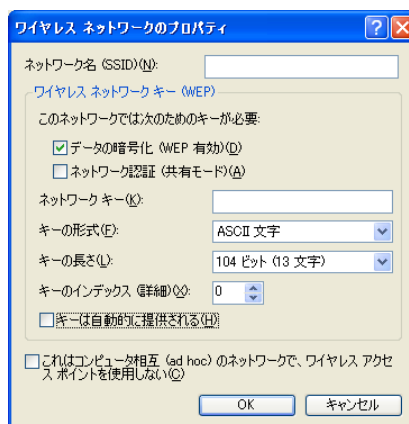 ワイヤレス ネットワークのプロパティ
ネットワーク名 (SSID)(N):
ワイヤレス ネットワーク キー (WEP)
このネットワークでは次のためのキーが必要:
データの暗号化 (WEP 有効)(D)
ネットワーク認証 (共有モード)(A)
ネットワーク キー(K):
キーの形式(F): ASCII 文字
キーの長さ(L): 104 ビット (13 文字)
キーのインデックス (詳細)(X): 0
キーは自動的に提供される(H)
これはコンピュータ相互 (ad hoc) のネットワークで、ワイヤレス アクセ
ス ポイントを使用しない(C)
OK キャンセル